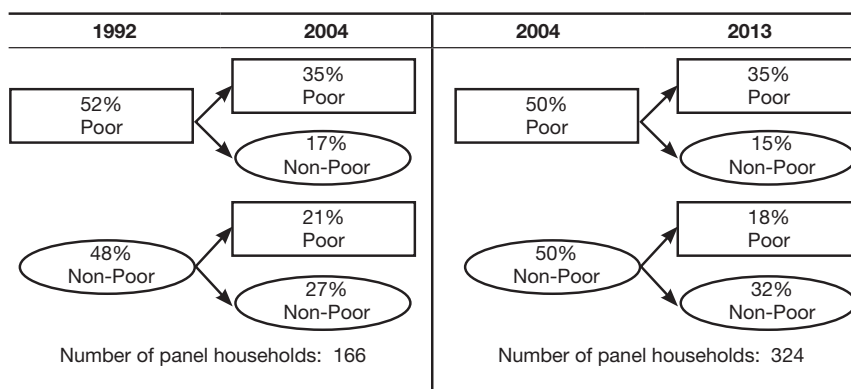 1992 2004 2004 2013
52%
Poor
35%
Poor
17%
Non-Poor
48%
Non-Poor
21%
Poor
27%
Non-Poor
Number of panel households: 166
50%
Poor
35%
Poor
15%
Non-Poor
50%
Non-Poor
18%
Poor
32%
Non-Poor
Number of panel households: 324